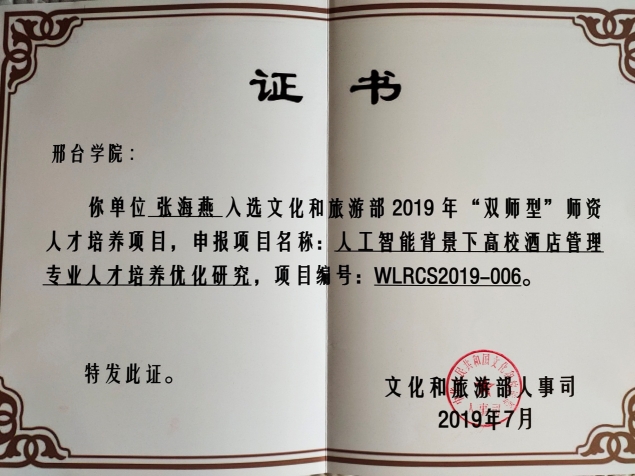 证 书
邢台学院：
你单位 张海燕 入选文化和旅游部 2019 年“双师型”师资
人才培养项目，申报项目名称：人工智能背景下高校酒店管理
专业人才培养优化研究，项目编号：WLRCS2019-006。
特发此证。
文化和旅游部人事司
2019年7月
人事司